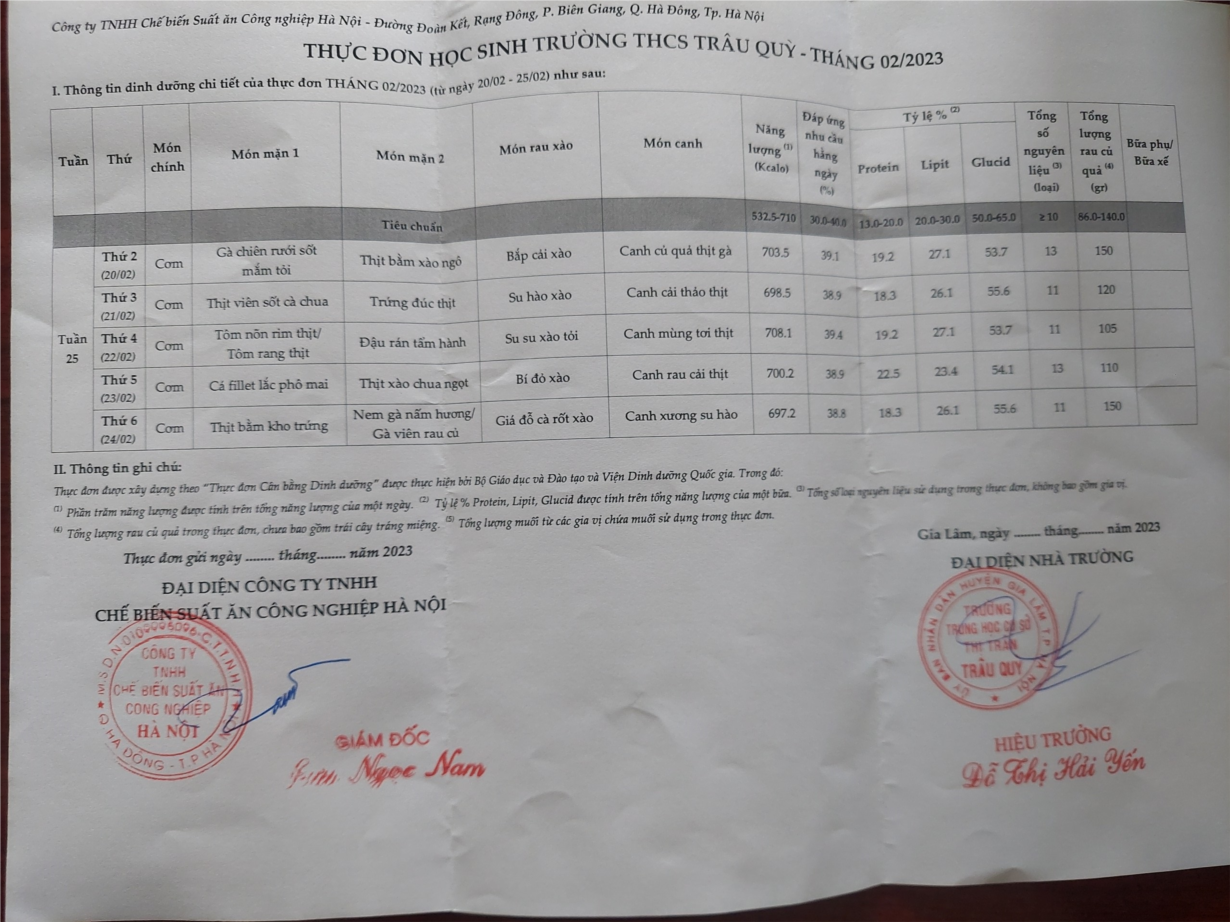 Công ty TNHH Chế biến Suất ăn Công nghiệp Hà Nội - Đường Đoàn Kết, Rạng Đông, P. Biên Giang, Q. Hà Đông, Tp. Hà Nội
THỰC ĐƠN HỌC SINH TRƯỜNG THCS TRÂU QUỲ - THÁNG 02/2023
I. Thông tin dinh dưỡng chi tiết của thực đơn THÁNG 02/2023 (từ ngày 20/02 - 25/02) như sau:
Tuần Thứ Món chính Món mặn 1 Món mặn 2 Món rau xào Món canh Năng lượng (1) (Kcalo) Đáp ứng nhu cầu hằng ngày (%) Tỷ lệ % (2) Protein Lipit Glucid Tổng số nguyên liệu (3) (loại) Tổng lượng rau củ quả (4) (gr) Bữa phụ/ Bữa xế
Tiêu chuẩn 532.5-710 30.0-40.0 13.0-20.0 20.0-30.0 50.0-65.0 ≥10 86.0-140.0
Tuần 25
Thứ 2 (20/02) Cơm Gà chiên rưới sốt mắm tỏi Thịt bằm xào ngô Bắp cải xào Canh củ quả thịt gà 703.5 39.1 19.2 27.1 53.7 13 150
Thứ 3 (21/02) Cơm Thịt viên sốt cà chua Trứng đúc thịt Su hào xào Canh cải thảo thịt 698.5 38.9 18.3 26.1 55.6 11 120
Thứ 4 (22/02) Cơm Tôm nõn rim thịt/ Tôm rang thịt Đậu rán tẩm hành Su su xào tỏi Canh mùng tơi thịt 708.1 39.4 19.2 27.1 53.7 11 105
Thứ 5 (23/02) Cơm Cá fillet lắc phô mai Thịt xào chua ngọt Bí đỏ xào Canh rau cải thịt 700.2 38.9 22.5 23.4 54.1 13 110
Thứ 6 (24/02) Cơm Thịt bằm kho trứng Nem gà nấm hương/ Gà viên rau củ Giá đỗ cà rốt xào Canh xương su hào 697.2 38.8 18.3 26.1 55.6 11 150
II. Thông tin ghi chú:
Thực đơn được xây dựng theo "Thực đơn Cân bằng Dinh dưỡng" được thực hiện bởi Bộ Giáo dục và Đào tạo và Viện Dinh dưỡng Quốc gia. Trong đó:
(1) Phần trăm năng lượng được tính trên tổng năng lượng của một ngày. (2) Tỷ lệ % Protein, Lipit, Glucid được tính trên tổng năng lượng của một bữa. (3) Tổng số loại nguyên liệu sử dụng trong thực đơn, không bao gồm gia vị.
(4) Tổng lượng rau củ quả trong thực đơn, chưa bao gồm trái cây tráng miệng. (5) Tổng lượng muối từ các gia vị chứa muối sử dụng trong thực đơn.
Thực đơn gửi ngày ........ tháng........ năm 2023
Gia Lâm, ngày ........ tháng........ năm 2023
ĐẠI DIỆN CÔNG TY TNHH
CHẾ BIẾN SUẤT ĂN CÔNG NGHIỆP HÀ NỘI
ĐẠI DIỆN NHÀ TRƯỜNG
CÔNG TY
TNHH
CHẾ BIẾN SUẤT ĂN
CÔNG NGHIỆP
HÀ NỘI
Q HÀ ĐÔNG - T.P HÀ NỘI
ỦY BAN NHÂN DÂN HUYỆN GIA LÂM T.P HÀ NỘI
TRƯỜNG
TRUNG HỌC CƠ SỞ
THỊ TRẤN
TRÂU QUỲ
GIÁM ĐỐC
Ngọc Nam
HIỆU TRƯỞNG
Đỗ Thị Hải Yến